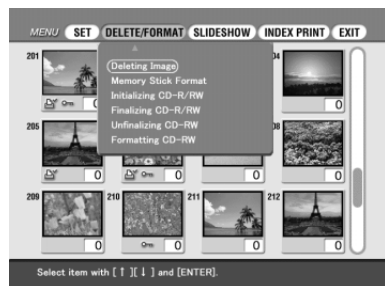 MENU SET DELETE/FORMAT SLIDESHOW INDEX PRINT EXIT
201
Deleting Image
Memory Stick Format
Initializing CD-R/RW
Finalizing CD-R/RW
Unfinalizing CD-RW
Formatting CD-RW
04
0
205
08
0 0 0 0
209 210 211 212
0 0 0 0
Select item with [ ↑ ][ ↓ ] and [ENTER].